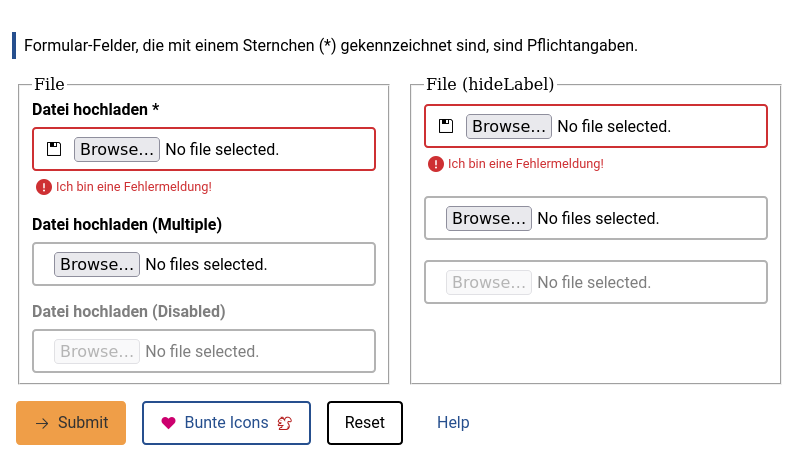 Formular-Felder, die mit einem Sternchen (*) gekennzeichnet sind, sind Pflichtangaben.
File
Datei hochladen *
Browse... No file selected.
Ich bin eine Fehlermeldung!
Datei hochladen (Multiple)
Browse... No files selected.
Datei hochladen (Disabled)
Browse... No file selected.
File (hideLabel)
Browse... No file selected.
Ich bin eine Fehlermeldung!
Browse... No files selected.
Browse... No file selected.
Submit Bunte Icons Reset Help